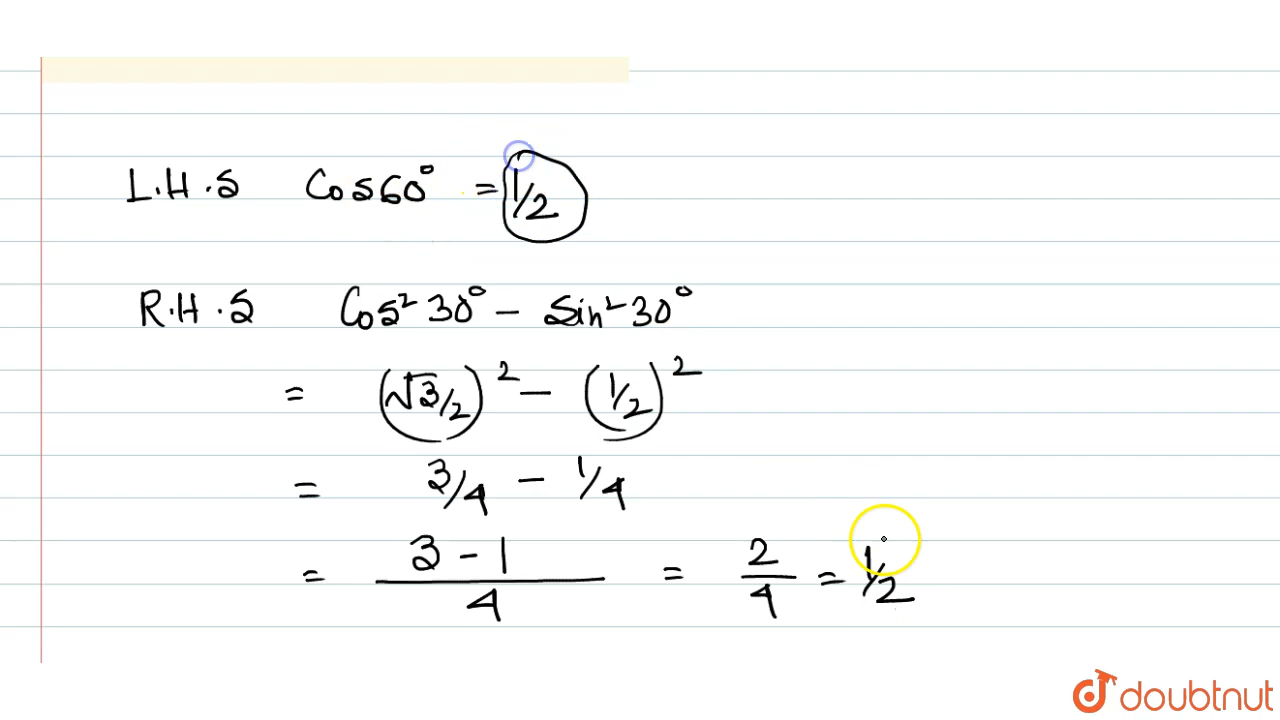 L.H.S cos60° = 1/2
R.H.S Cos²30° – Sin²30°
= (√3/2)² – (1/2)²
= 3/4 – 1/4
= 3 – 1 / 4 = 2/4 = 1/2
doubtnut